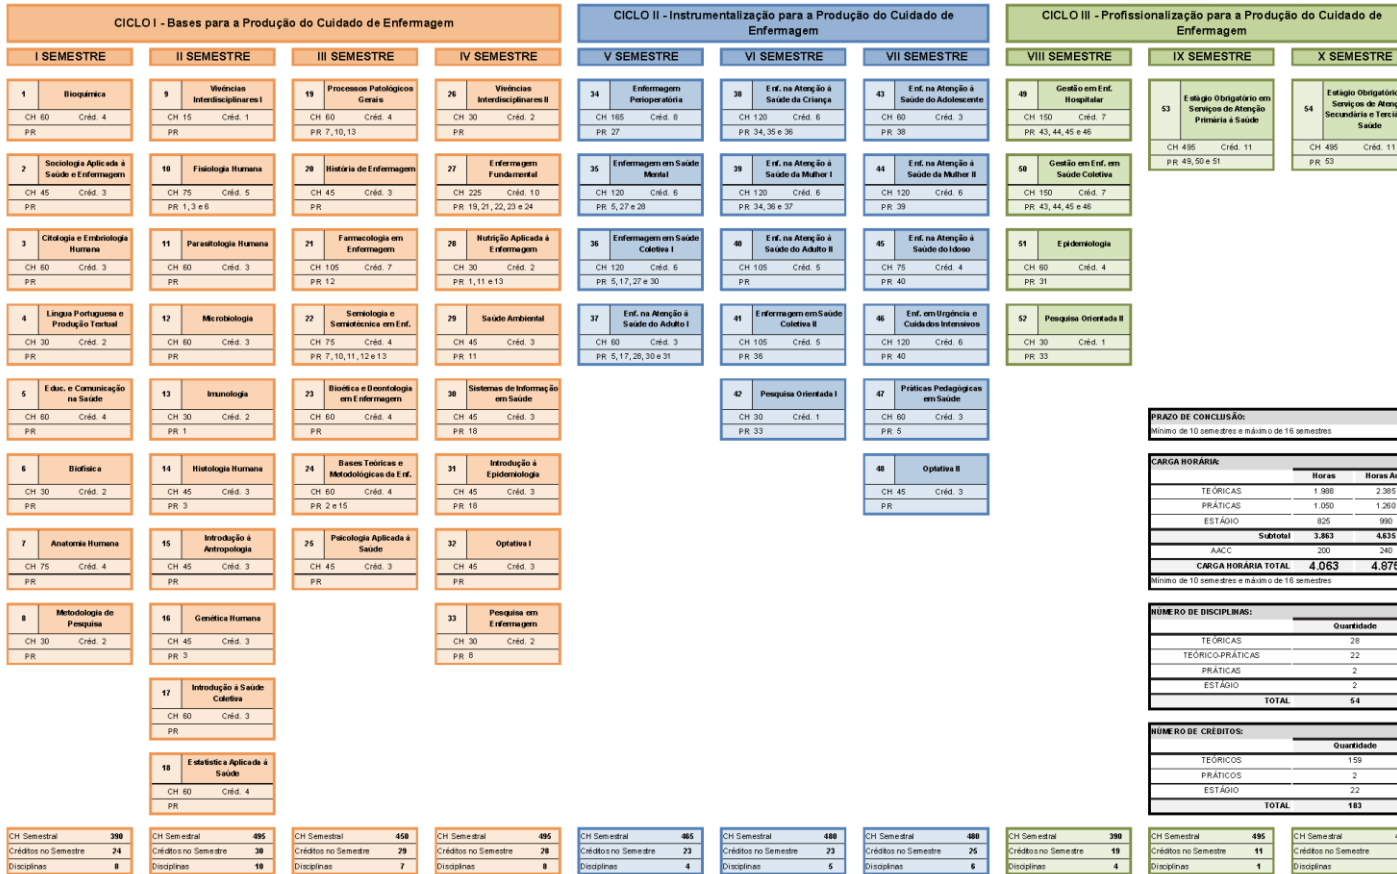 CICLO I - Bases para a Produção do Cuidado de Enfermagem
I SEMESTRE
II SEMESTRE
III SEMESTRE
IV SEMESTRE
1 Bioquímica
CH 60 Créd. 4
PR
2 Sociologia Aplicada à
Saúde e Enfermagem
CH 45 Créd. 3
PR
3 Citologia e Embriologia
Humana
CH 60 Créd. 3
PR
4 Língua Portuguesa e
Produção Textual
CH 30 Créd. 2
PR
5 Educ. e Comunicação
na Saúde
CH 60 Créd. 4
PR
6 Biofísica
CH 30 Créd. 2
PR
7 Anatomia Humana
CH 75 Créd. 4
PR
8 Metodologia de
Pesquisa
CH 30 Créd. 2
PR
CH Semestral 390
Créditos no Semestre 24
Disciplinas 8
9 Vivências
Interdisciplinares I
CH 15 Créd. 1
PR
10 Fisiologia Humana
CH 75 Créd. 5
PR 1, 3 e 6
11 Parasitologia Humana
CH 60 Créd. 3
PR
12 Microbiologia
CH 60 Créd. 3
PR
13 Imunologia
CH 30 Créd. 2
PR 1
14 Histologia Humana
CH 45 Créd. 3
PR 3
15 Introdução à
Antropologia
CH 45 Créd. 3
PR
16 Genética Humana
CH 45 Créd. 3
PR 3
17 Introdução à Saúde
Coletiva
CH 60 Créd. 3
PR
18 Estatística Aplicada à
Saúde
CH 60 Créd. 4
PR
CH Semestral 495
Créditos no Semestre 30
Disciplinas 10
19 Processos Patológicos
Gerais
CH 60 Créd. 4
PR 7, 10, 13
20 História de Enfermagem
CH 45 Créd. 3
PR
21 Farmacologia em
Enfermagem
CH 105 Créd. 7
PR 12
22 Semiologia e
Semiotécnica em Enf.
CH 75 Créd. 4
PR 7, 10, 11, 12 e 13
23 Bioética e Deontologia
em Enfermagem
CH 60 Créd. 4
PR
24 Bases Teóricas e
Metodológicas da Enf.
CH 60 Créd. 4
PR 2 e 15
25 Psicologia Aplicada à
Saúde
CH 45 Créd. 3
PR
CH Semestral 450
Créditos no Semestre 29
Disciplinas 7
26 Vivências
Interdisciplinares II
CH 30 Créd. 2
PR
27 Enfermagem
Fundamental
CH 225 Créd. 10
PR 19, 21, 22, 23 e 24
28 Nutrição Aplicada à
Enfermagem
CH 30 Créd. 2
PR 1, 11 e 13
29 Saúde Ambiental
CH 45 Créd. 3
PR 11
30 Sistemas de Informação
em Saúde
CH 45 Créd. 3
PR 18
31 Introdução à
Epidemiologia
CH 45 Créd. 3
PR 18
32 Optativa I
CH 45 Créd. 3
PR
33 Pesquisa em
Enfermagem
CH 30 Créd. 2
PR 8
CH Semestral 495
Créditos no Semestre 28
Disciplinas 8
CICLO II - Instrumentalização para a Produção do Cuidado de
Enfermagem
V SEMESTRE
VI SEMESTRE
VII SEMESTRE
34 Enfermagem
Perioperatória
CH 165 Créd. 8
PR 27
35 Enfermagem em Saúde
Mental
CH 120 Créd. 6
PR 5, 27 e 28
36 Enfermagem em Saúde
Coletiva I
CH 120 Créd. 6
PR 5, 17, 27 e 30
37 Enf. na Atenção à
Saúde do Adulto I
CH 60 Créd. 3
PR 5, 17, 28, 30 e 31
CH Semestral 465
Créditos no Semestre 23
Disciplinas 4
38 Enf. na Atenção à
Saúde da Criança
CH 120 Créd. 6
PR 34, 35 e 36
39 Enf. na Atenção à
Saúde da Mulher I
CH 120 Créd. 6
PR 34, 36 e 37
40 Enf. na Atenção à
Saúde do Adulto II
CH 105 Créd. 5
PR
41 Enfermagem em Saúde
Coletiva II
CH 105 Créd. 5
PR 36
42 Pesquisa Orientada I
CH 30 Créd. 1
PR 33
CH Semestral 480
Créditos no Semestre 23
Disciplinas 5
43 Enf. na Atenção à
Saúde do Adolescente
CH 60 Créd. 3
PR 38
44 Enf. na Atenção à
Saúde da Mulher II
CH 120 Créd. 6
PR 39
45 Enf. na Atenção à
Saúde do Idoso
CH 75 Créd. 4
PR 40
46 Enf. em Urgência e
Cuidados Intensivos
CH 120 Créd. 6
PR 40
47 Práticas Pedagógicas
em Saúde
CH 60 Créd. 3
PR 5
48 Optativa II
CH 45 Créd. 3
PR
CH Semestral 480
Créditos no Semestre 25
Disciplinas 6
CICLO III - Profissionalização para a Produção do Cuidado de
Enfermagem
VIII SEMESTRE
IX SEMESTRE
X SEMESTRE
49 Gestão em Enf.
Hospitalar
CH 150 Créd. 7
PR 43, 44, 45 e 46
50 Gestão em Enf. em
Saúde Coletiva
CH 150 Créd. 7
PR 43, 44, 45 e 46
51 Epidemiologia
CH 60 Créd. 4
PR 31
52 Pesquisa Orientada II
CH 30 Créd. 1
PR 33
CH Semestral 390
Créditos no Semestre 19
Disciplinas 4
53 Estágio Obrigatório em
Serviços de Atenção
Primária à Saúde
CH 495 Créd. 11
PR 49, 50 e 51
54 Estágio Obrigatório
Serviços de Atenç
Secundária e Terciá
Saúde
CH 495 Créd. 11
PR 53
PRAZO DE CONCLUSÃO:
Mínimo de 10 semestres e máximo de 16 semestres
CARGA HORÁRIA:
Horas Horas Au
TEÓRICAS 1.988 2.385
PRÁTICAS 1.050 1.260
ESTÁGIO 825 990
Subtotal 3.863 4.635
AACC 200 240
CARGA HORÁRIA TOTAL 4.063 4.875
Mínimo de 10 semestres e máximo de 16 semestres
NÚMERO DE DISCIPLINAS:
Quantidade
TEÓRICAS 28
TEÓRICO-PRÁTICAS 22
PRÁTICAS 2
ESTÁGIO 2
TOTAL 54
NÚMERO DE CRÉDITOS:
Quantidade
TEÓRICOS 159
PRÁTICOS 2
ESTÁGIO 22
TOTAL 183
CH Semestral 495
Créditos no Semestre 11
Disciplinas 1
CH Semestral 4
Créditos no Semestre
Disciplinas